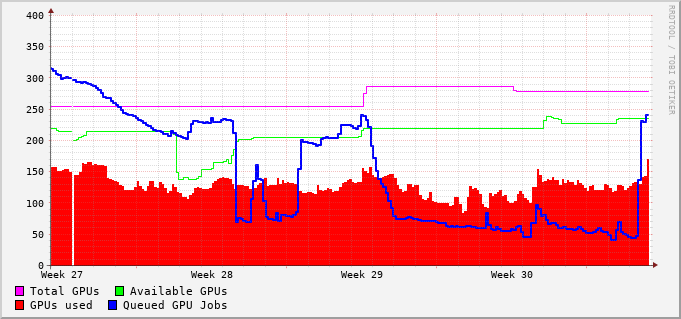 400
350
300
250
200
150
100
50
0
Week 27 Week 28 Week 29 Week 30
Total GPUs Available GPUs
GPUs used Queued GPU Jobs
RRDTOOL / TOBI OETIKER